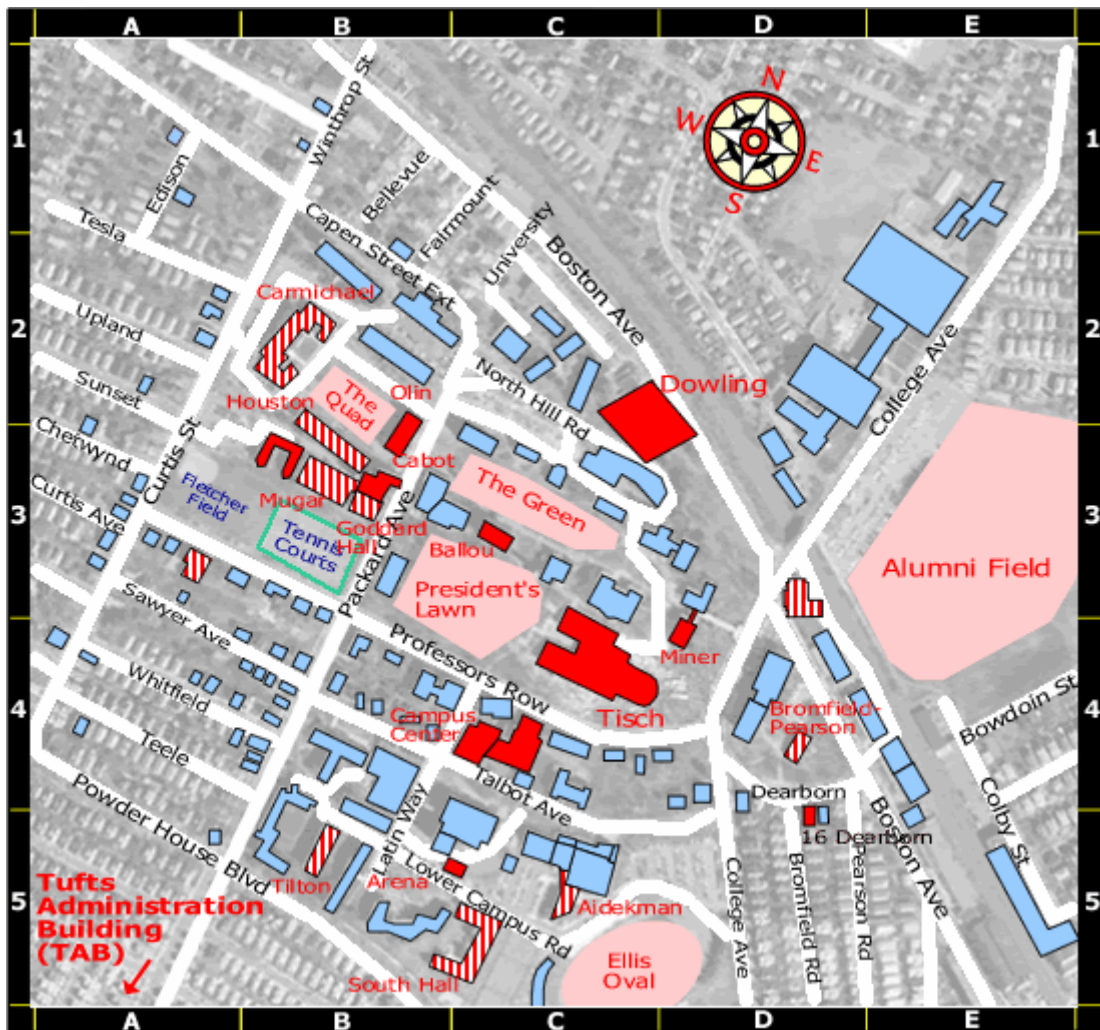 A B C D E
1 1
N
W
E
S
Winthrop St
Edison
Bellevue
Fairmount
University
Capen Street Ext
Boston Ave
Tesla
Carmichael
2 2
Upland
College Ave
Olin
North Hill Rd
Dowling
Sunset
Houston
The
Quad
Chetwynd
Curtis St
Cabot
Curtis Ave
Fletcher
Field
Mugar
Packard Ave
The Green
3 3
Tennis
Courts
Goddard
Hall
Ballou
President's
Lawn
Alumni Field
Sawyer Ave
Professors Row
Miner
Whitfield
Campus
Center
Tisch
Bromfield-
Pearson
Bowdoin St
4 4
Teele
Talbot Ave
Dearborn
Powder House Blvd
Latin Way
Boston Ave
Colby St
16 Dearborn
Lower Campus Rd
Tilton
Arena
Aidekman
College Ave
Bromfield Rd
Pearson Rd
Tufts
Administration
Building
(TAB)
5 5
South Hall
Ellis
Oval
A B C D E